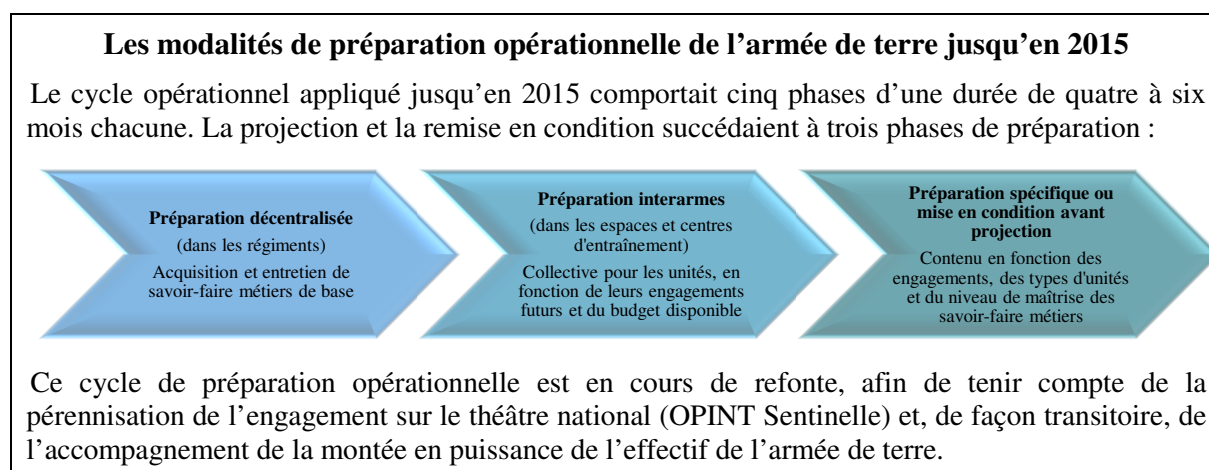 Les modalités de préparation opérationnelle de l’armée de terre jusqu’en 2015
Le cycle opérationnel appliqué jusqu’en 2015 comportait cinq phases d’une durée de quatre à six
mois chacune. La projection et la remise en condition succédaient à trois phases de préparation :
Préparation décentralisée
(dans les régiments)
Acquisition et entretien de
savoir-faire métiers de base
Préparation interarmes
(dans les espaces et centres
d'entraînement)
Collective pour les unités, en
fonction de leurs engagements
futurs et du budget disponible
Préparation spécifique ou
mise en condition avant
projection
Contenu en fonction des
engagements, des types d'unités
et du niveau de maîtrise des
savoir-faire métiers
Ce cycle de préparation opérationnelle est en cours de refonte, afin de tenir compte de la
pérennisation de l’engagement sur le théâtre national (OPINT Sentinelle) et, de façon transitoire, de
l’accompagnement de la montée en puissance de l’effectif de l’armée de terre.